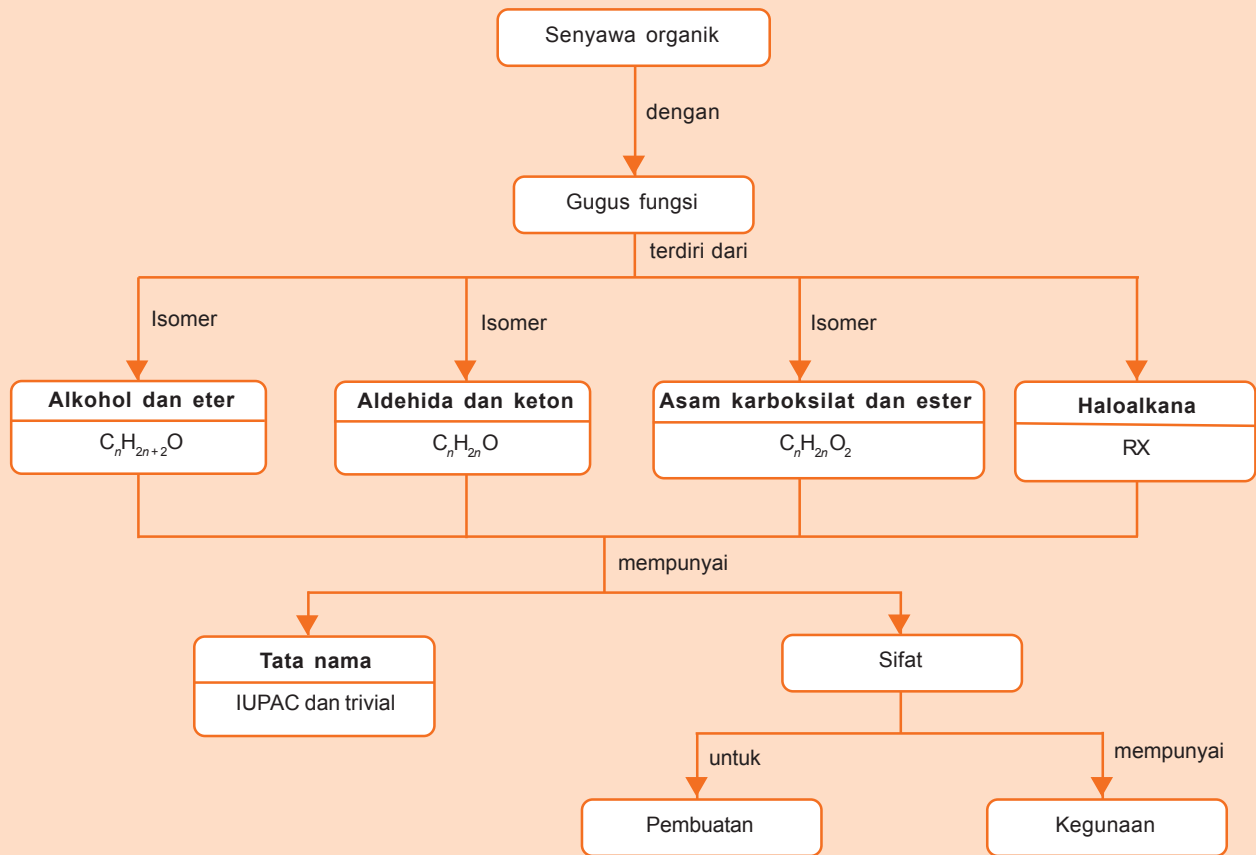 Senyawa organik
dengan
Gugus fungsi
terdiri dari
Isomer
Isomer
Isomer
Alkohol dan eter
CₙH₂ₙ₊₂O
Aldehida dan keton
CₙH₂ₙO
Asam karboksilat dan ester
CₙH₂ₙO₂
Haloalkana
RX
mempunyai
Tata nama
IUPAC dan trivial
Sifat
untuk
mempunyai
Pembuatan
Kegunaan